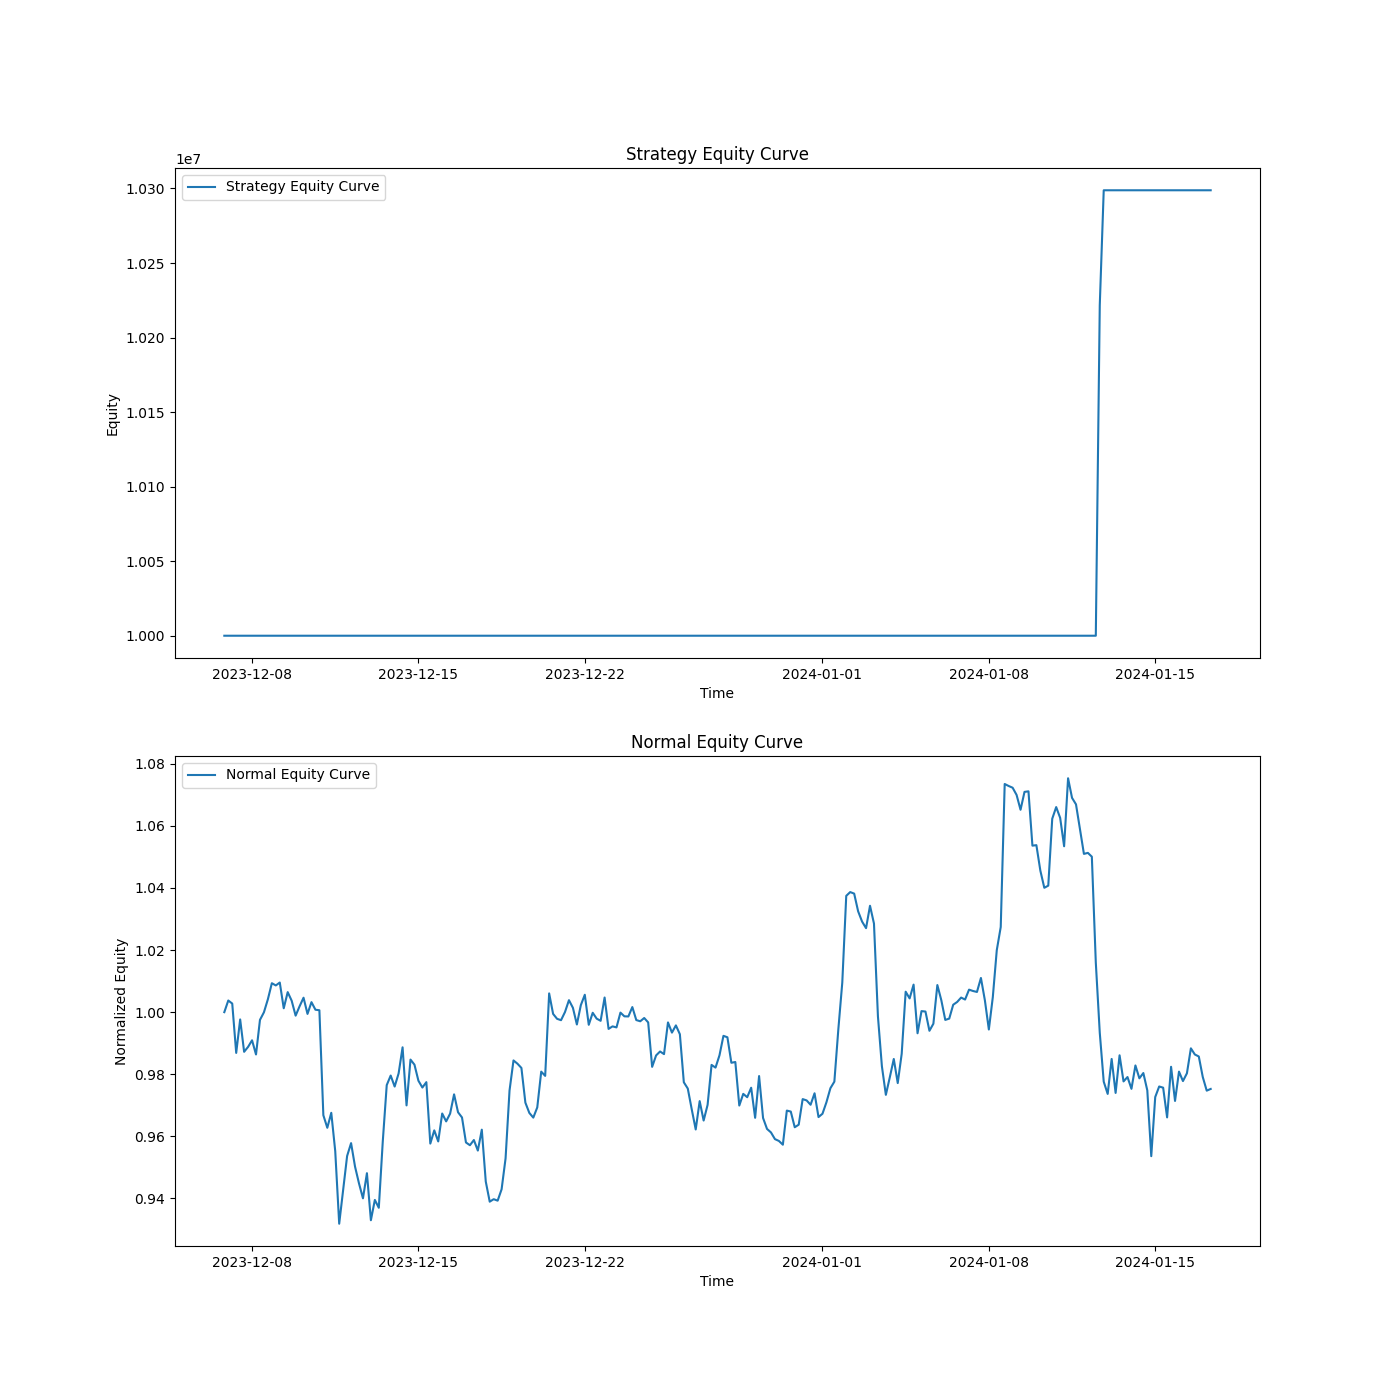 Strategy Equity Curve
1e7
Strategy Equity Curve
1.030
1.025
1.020
1.015
1.010
1.005
1.000
Equity
2023-12-08 2023-12-15 2023-12-22 2024-01-01 2024-01-08 2024-01-15
Time
Normal Equity Curve
Normal Equity Curve
1.08
1.06
1.04
1.02
1.00
0.98
0.96
0.94
Normalized Equity
2023-12-08 2023-12-15 2023-12-22 2024-01-01 2024-01-08 2024-01-15
Time